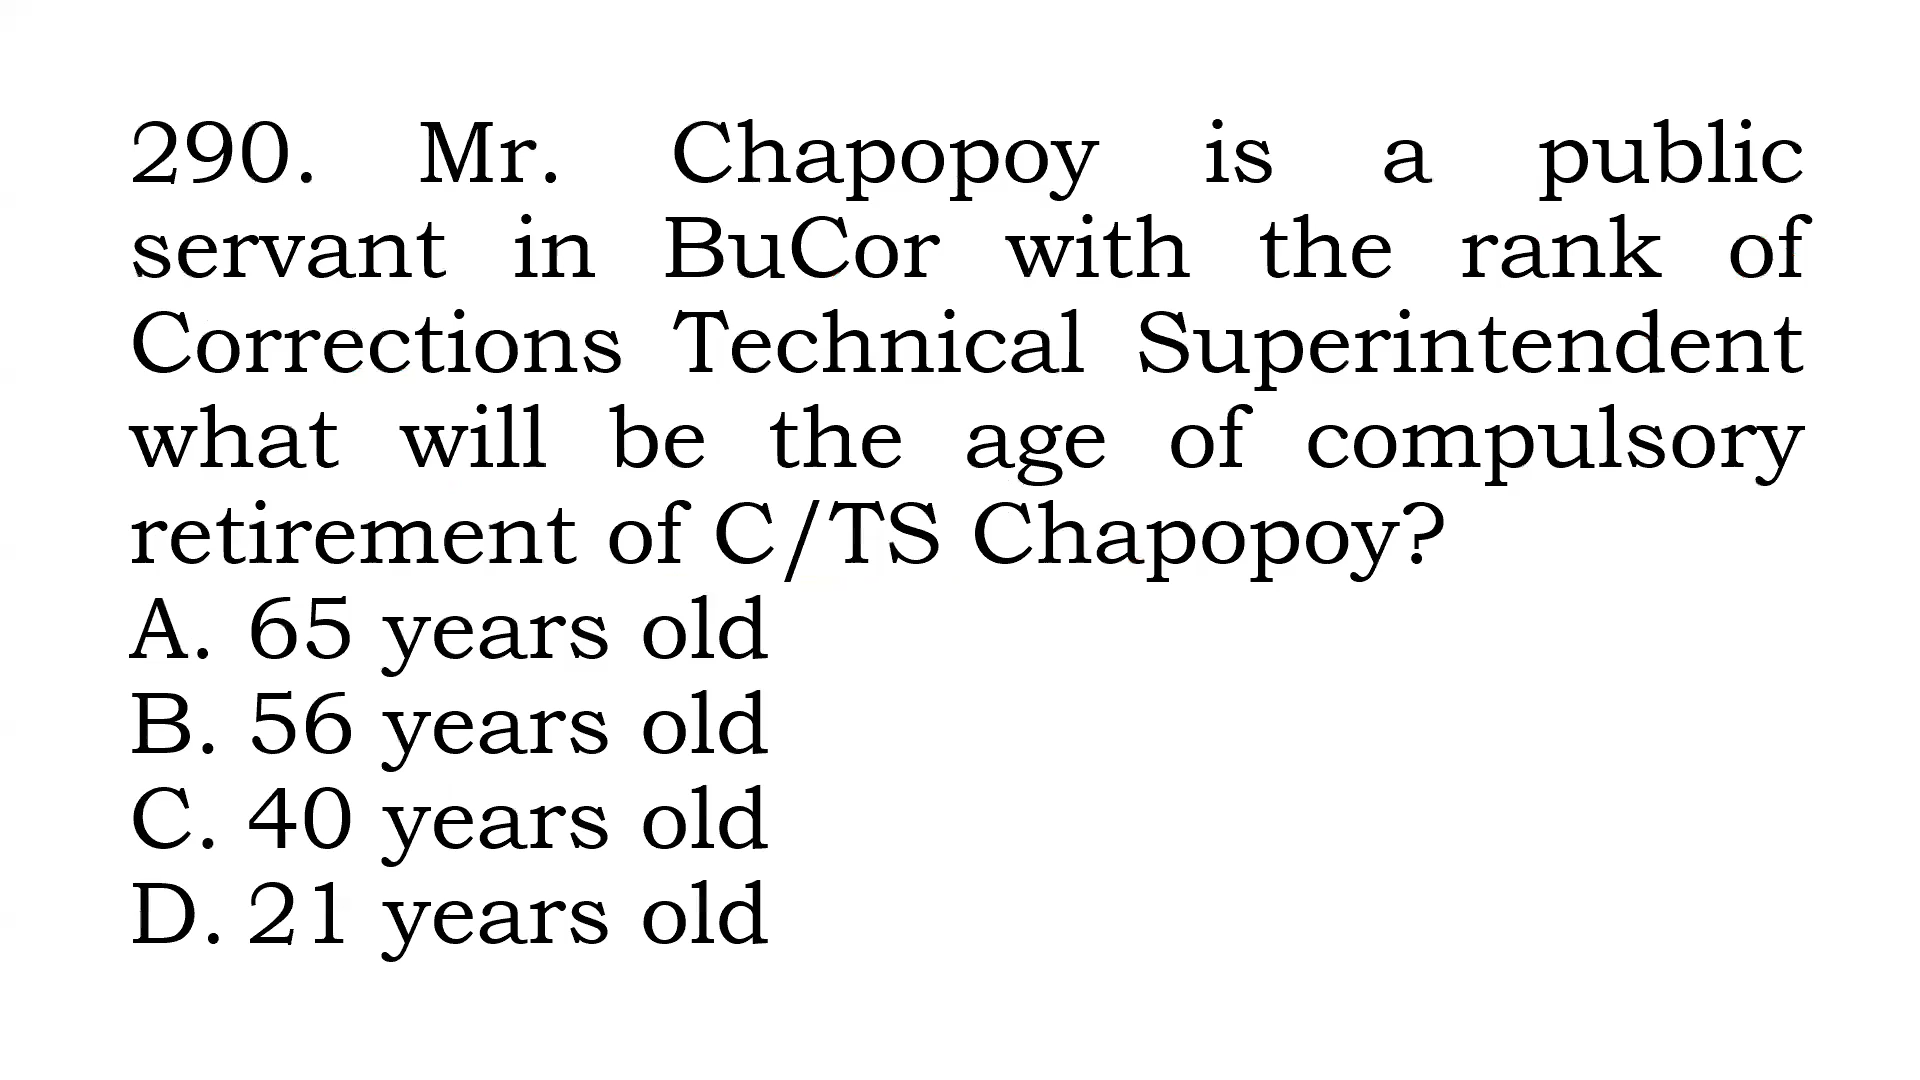 290. Mr. Chapopoy is a public
servant in BuCor with the rank of
Corrections Technical Superintendent
what will be the age of compulsory
retirement of C/TS Chapopoy?
A. 65 years old
B. 56 years old
C. 40 years old
D. 21 years old